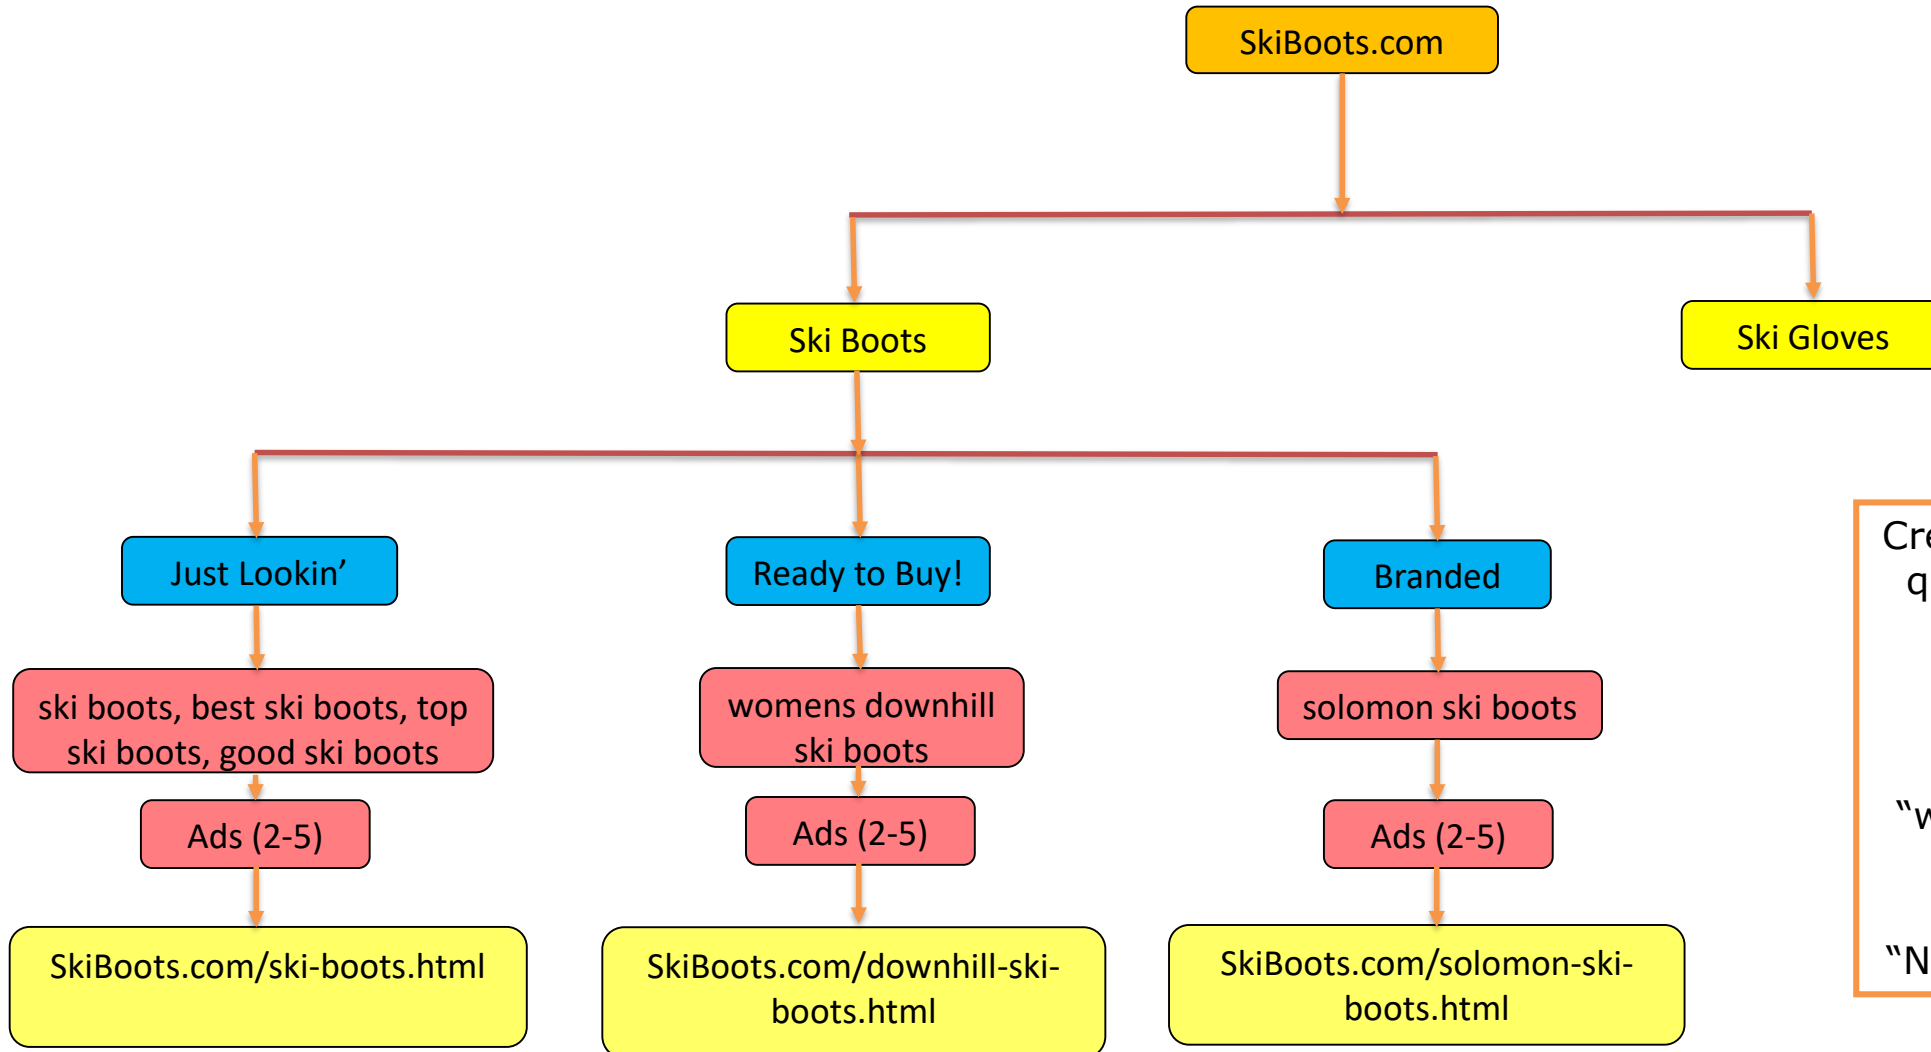 SkiBoots.com
Ski Boots
Ski Gloves
Just Lookin’
Ready to Buy!
Branded
ski boots, best ski boots, top
ski boots, good ski boots
womens downhill
ski boots
solomon ski boots
Ads (2-5)
Ads (2-5)
Ads (2-5)
SkiBoots.com/ski-boots.html
SkiBoots.com/downhill-ski-
boots.html
SkiBoots.com/solomon-ski-
boots.html